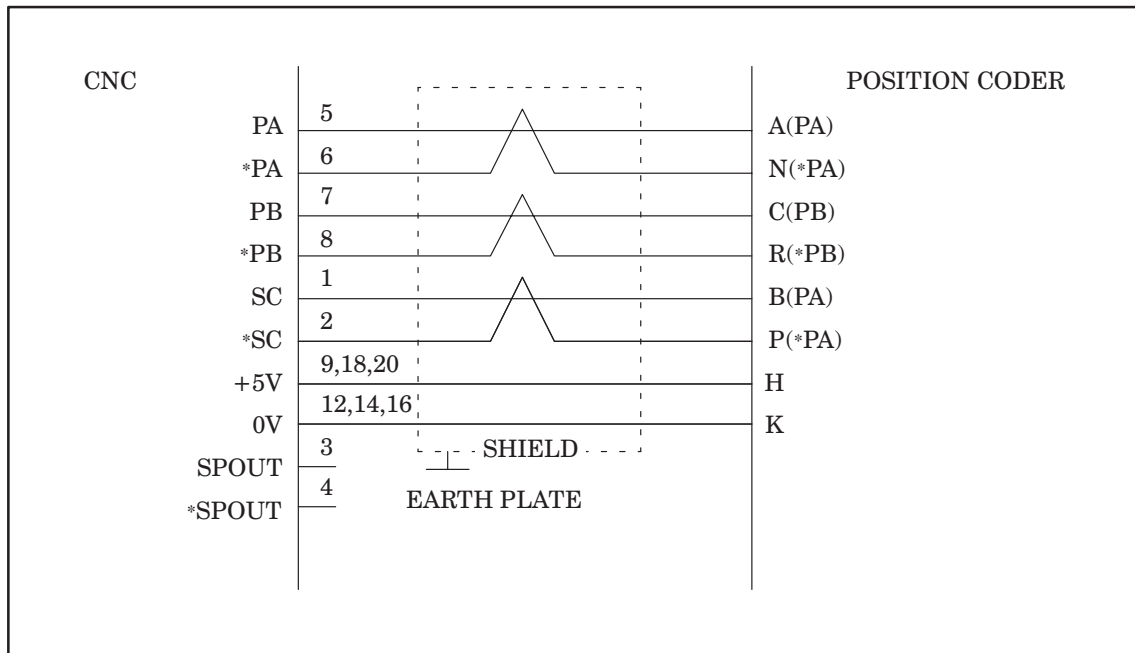 CNC POSITION CODER
PA 5 A(PA)
*PA 6 N(*PA)
PB 7 C(PB)
*PB 8 R(*PB)
SC 1 B(PA)
*SC 2 P(*PA)
+5V 9,18,20 H
0V 12,14,16 K
SPOUT 3 SHIELD
*SPOUT 4 EARTH PLATE